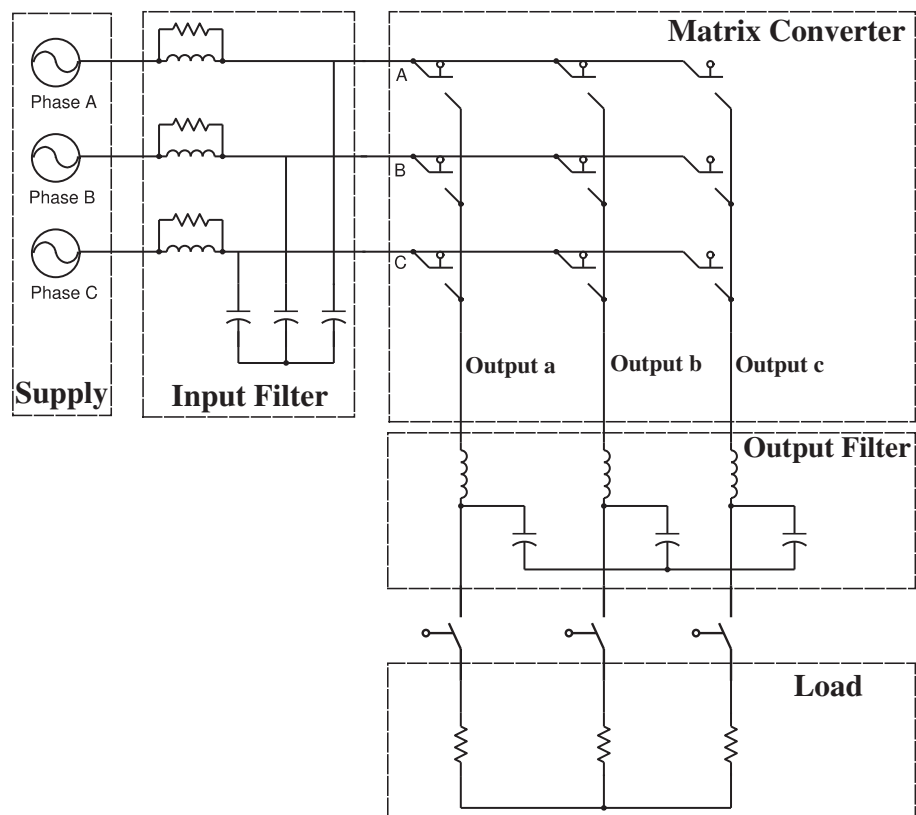 Matrix Converter
Phase A
A
Phase B
B
Phase C
C
Supply
Input Filter
Output a
Output b
Output c
Output Filter
Load